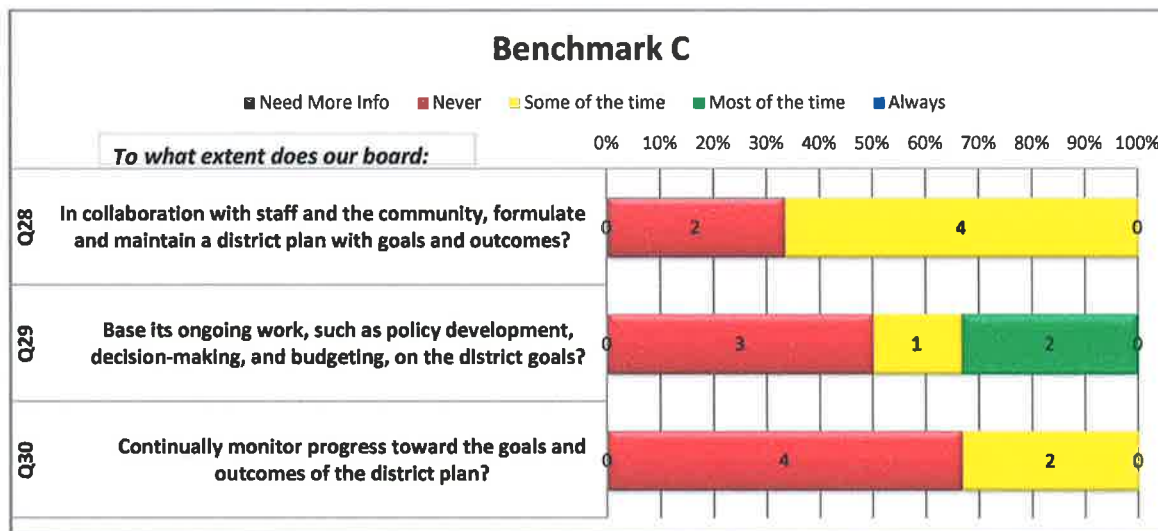 Benchmark C
Need More Info Never Some of the time Most of the time Always
To what extent does our board:
0% 10% 20% 30% 40% 50% 60% 70% 80% 90% 100%
Q28
In collaboration with staff and the community, formulate
and maintain a district plan with goals and outcomes?
0 2 4 0
Q29
Base its ongoing work, such as policy development,
decision-making, and budgeting, on the district goals?
0 3 1 2 0
Q30
Continually monitor progress toward the goals and
outcomes of the district plan?
0 4 2 0